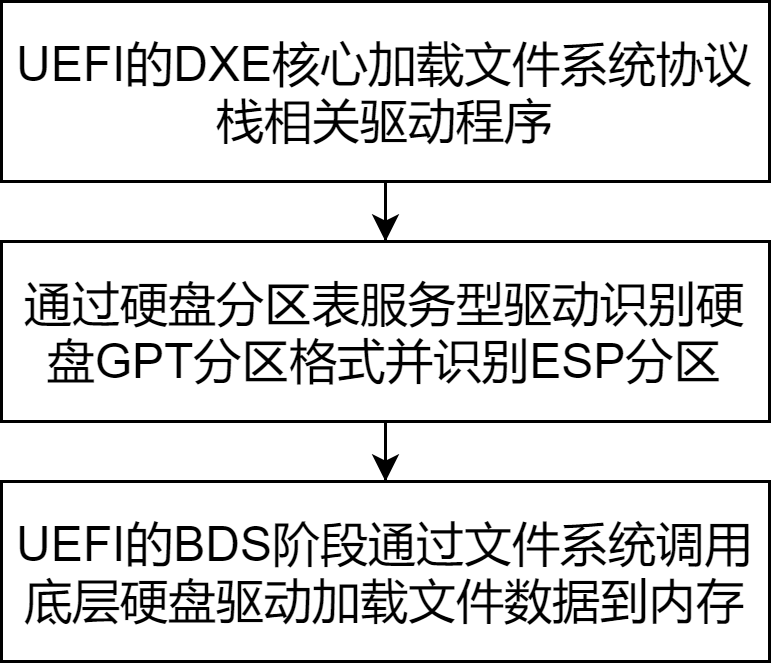 UEFI的DXE核心加载文件系统协议
栈相关驱动程序
通过硬盘分区表服务型驱动识别硬
盘GPT分区格式并识别ESP分区
UEFI的BDS阶段通过文件系统调用
底层硬盘驱动加载文件数据到内存